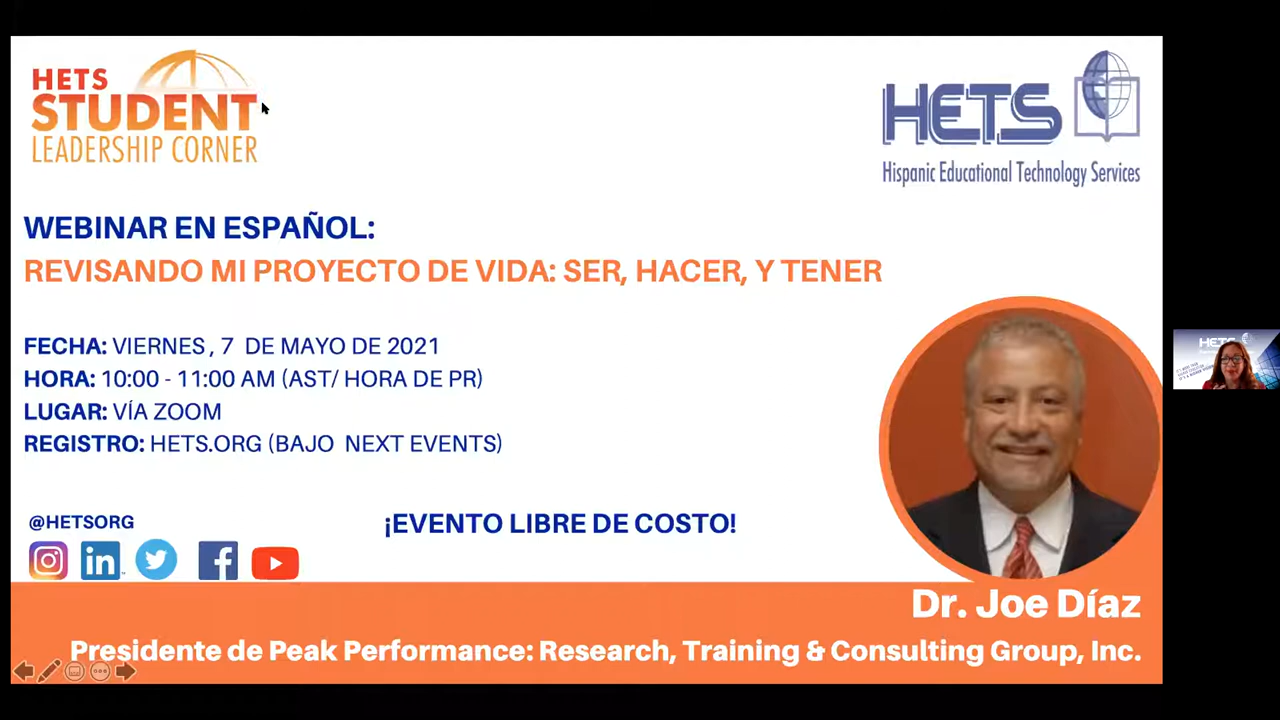 HETS
STUDENT
LEADERSHIP CORNER
HETS
Hispanic Educational Technology Services
WEBINAR EN ESPAÑOL:
REVISANDO MI PROYECTO DE VIDA: SER, HACER, Y TENER
FECHA: VIERNES , 7 DE MAYO DE 2021
HORA: 10:00 - 11:00 AM (AST/ HORA DE PR)
LUGAR: VÍA ZOOM
REGISTRO: HETS.ORG (BAJO NEXT EVENTS)
@HETSORG
¡EVENTO LIBRE DE COSTO!
Dr. Joe Díaz
Presidente de Peak Performance: Research, Training & Consulting Group, Inc.
HETS